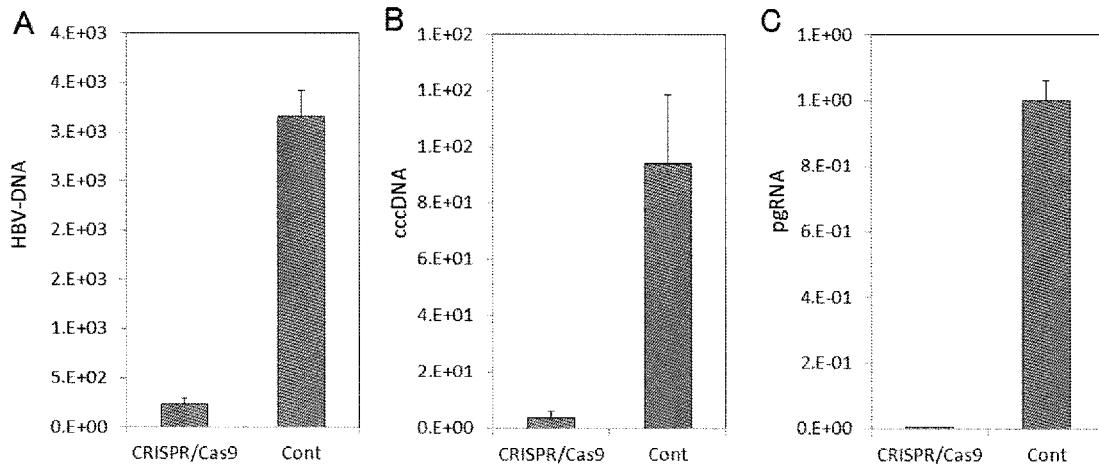 A
HBV-DNA
4.E+03
4.E+03
3.E+03
3.E+03
2.E+03
2.E+03
1.E+03
5.E+02
0.E+00
CRISPR/Cas9 Cont
B
cccDNA
1.E+02
1.E+02
1.E+02
8.E+01
6.E+01
4.E+01
2.E+01
0.E+00
CRISPR/Cas9 Cont
C
pgRNA
1.E+00
1.E+00
8.E-01
6.E-01
4.E-01
2.E-01
0.E+00
CRISPR/Cas9 Cont